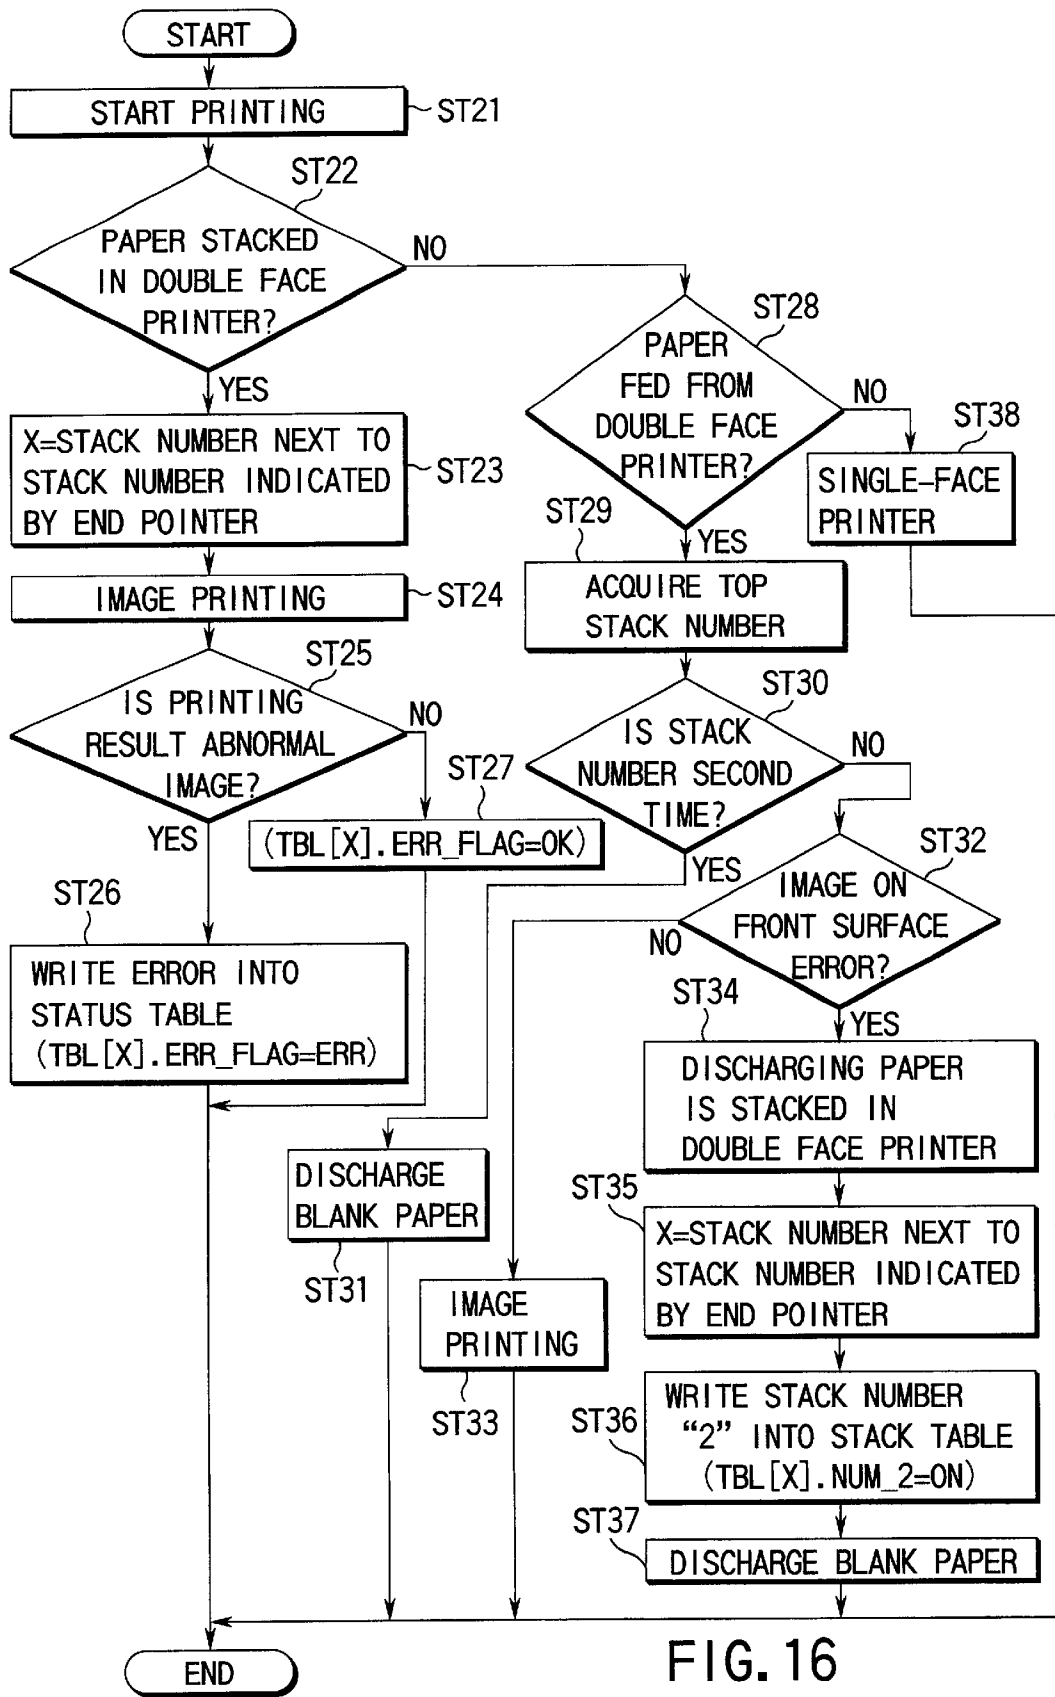 START
START PRINTING
ST21
ST22
PAPER STACKED
IN DOUBLE FACE
PRINTER?
NO
YES
X=STACK NUMBER NEXT TO
STACK NUMBER INDICATED
BY END POINTER
ST23
IMAGE PRINTING
ST24
ST25
IS PRINTING
RESULT ABNORMAL
IMAGE?
NO
YES
ST27
(TBL[X].ERR_FLAG=OK)
ST26
WRITE ERROR INTO
STATUS TABLE
(TBL[X].ERR_FLAG=ERR)
ST28
PAPER
FED FROM
DOUBLE FACE
PRINTER?
NO
YES
ST38
SINGLE-FACE
PRINTER
ST29
ACQUIRE TOP
STACK NUMBER
ST30
IS STACK
NUMBER SECOND
TIME?
NO
YES
DISCHARGE
BLANK PAPER
ST31
ST32
IMAGE ON
FRONT SURFACE
ERROR?
NO
YES
IMAGE
PRINTING
ST33
ST34
DISCHARGING PAPER
IS STACKED IN
DOUBLE FACE PRINTER
ST35
X=STACK NUMBER NEXT TO
STACK NUMBER INDICATED
BY END POINTER
ST36
WRITE STACK NUMBER
“2” INTO STACK TABLE
(TBL[X].NUM_2=ON)
ST37
DISCHARGE BLANK PAPER
END
FIG. 16